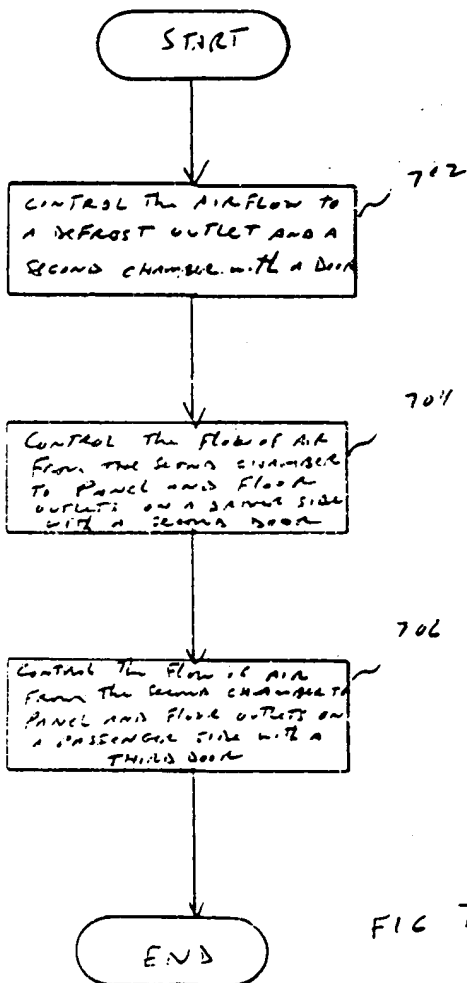 START
702
CONTROL The AIRFLOW TO
A DEFROST OUTLET AND A
SECOND CHAMBER with A DOOR
704
CONTROL The Flow of AIR
FROM THE SECOND CHAMBER
TO PANEL AND FLOOR
OUTLETS ON A DRIVER SIDE
WITH A SECOND DOOR
706
CONTROL The Flow of AIR
FROM The SECOND CHAMBER TO
PANEL AND FLOOR OUTLETS ON
A PASSENGER SIDE with A
THIRD DOOR
END
FIG 7